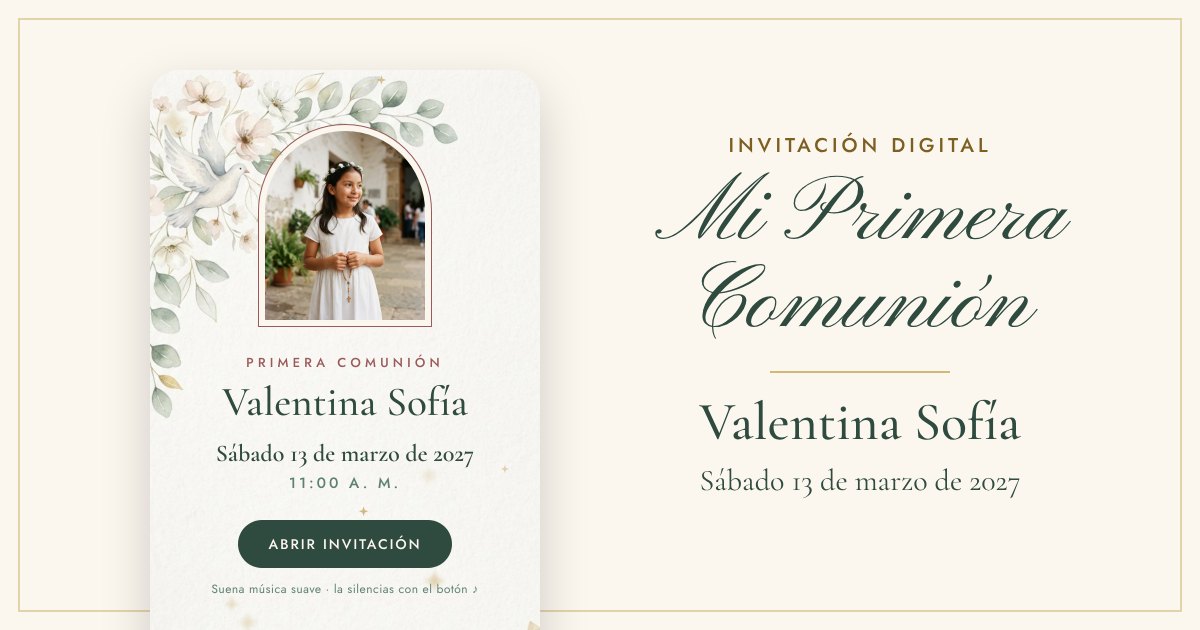 PRIMERA COMUNIÓN
Valentina Sofía
Sábado 13 de marzo de 2027
11:00 A. M.
ABRIR INVITACIÓN
Suena música suave · la silencias con el botón ♪
INVITACIÓN DIGITAL
Mi Primera
Comunión
Valentina Sofía
Sábado 13 de marzo de 2027